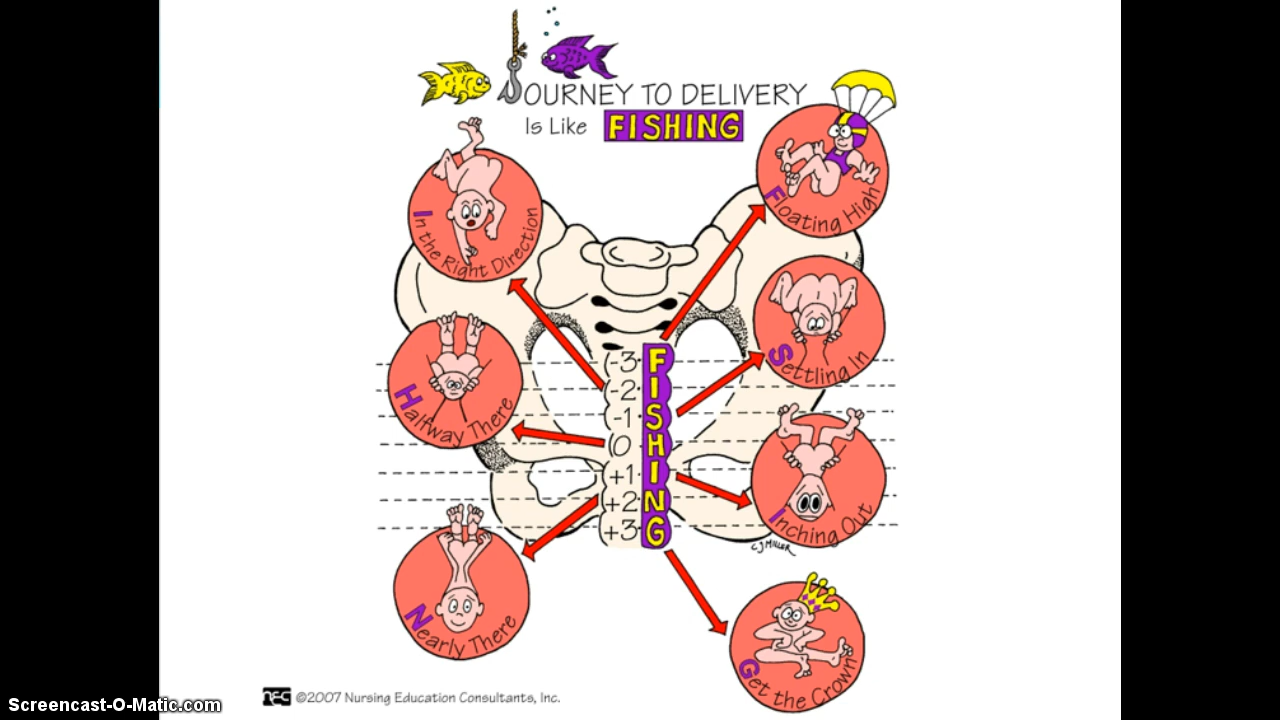 JOURNEY TO DELIVERY
Is Like FISHING
In the Right Direction
Floating High
Halfway There
Settling In
-3 F
-2 I
-1 S
0 H
+1 I
+2 N
+3 G
Inching Out
CJMILLER
Nearly There
Get the Crown
nec ©2007 Nursing Education Consultants, Inc.
Screencast-O-Matic.com